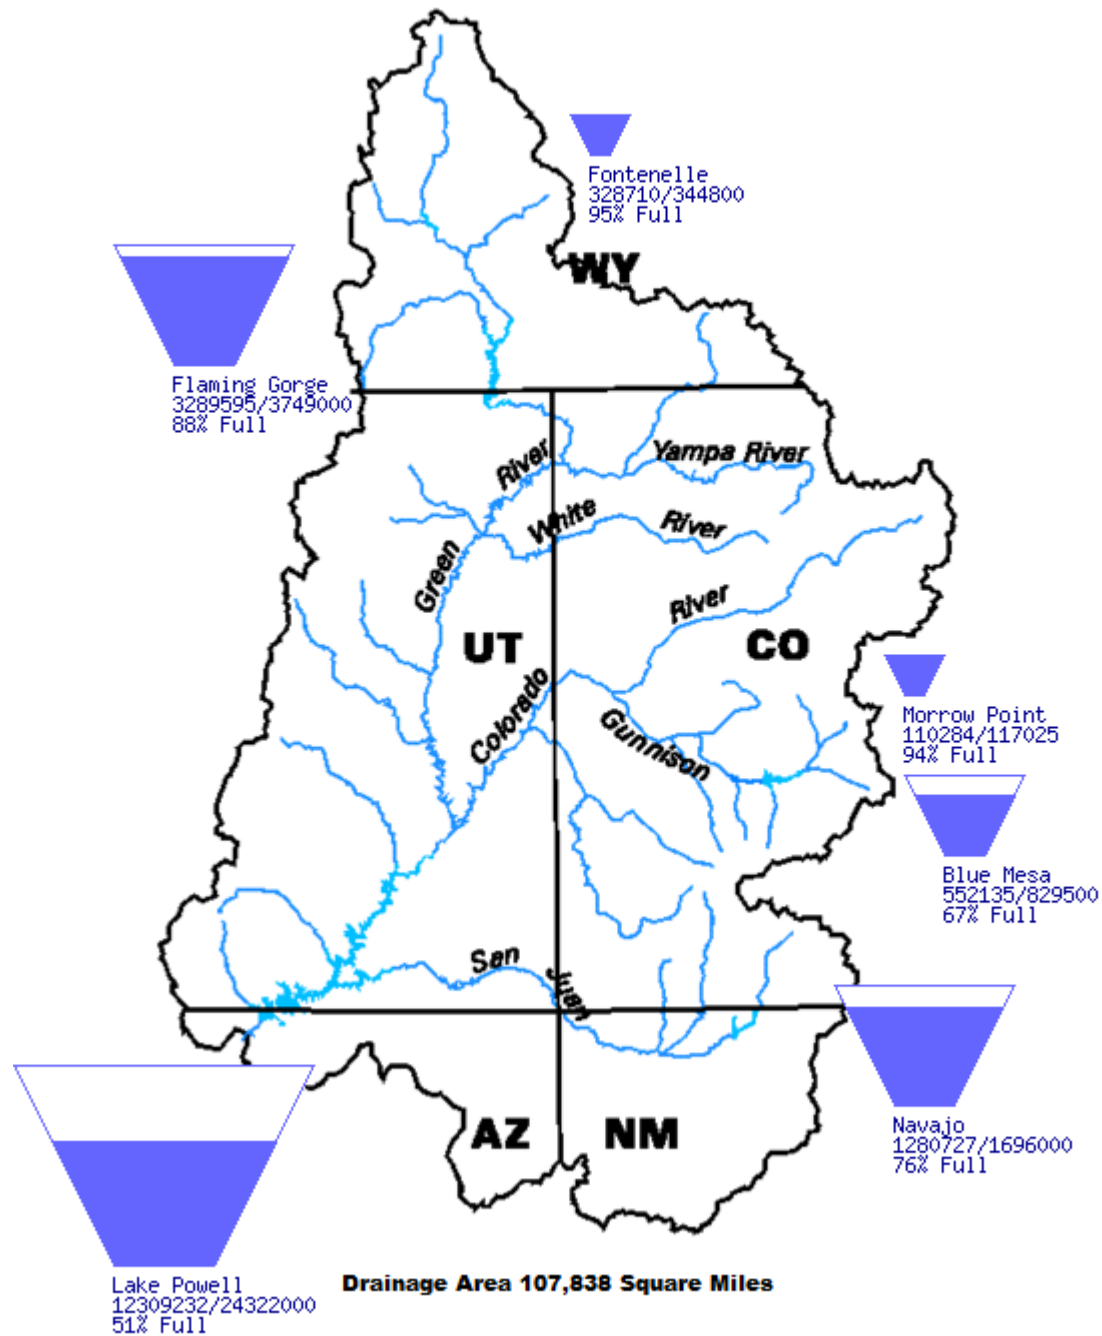 Fontenelle
328710/344800
95% Full
WY
Flaming Gorge
3289595/3749000
88% Full
River
Yampa River
White
River
Green
River
UT
CO
Colorado
Gunnison
Morrow Point
110284/117025
94% Full
Blue Mesa
552135/829500
67% Full
San
Juan
Navajo
1280727/1696000
76% Full
AZ
NM
Lake Powell
12309232/24322000
51% Full
Drainage Area 107,838 Square Miles